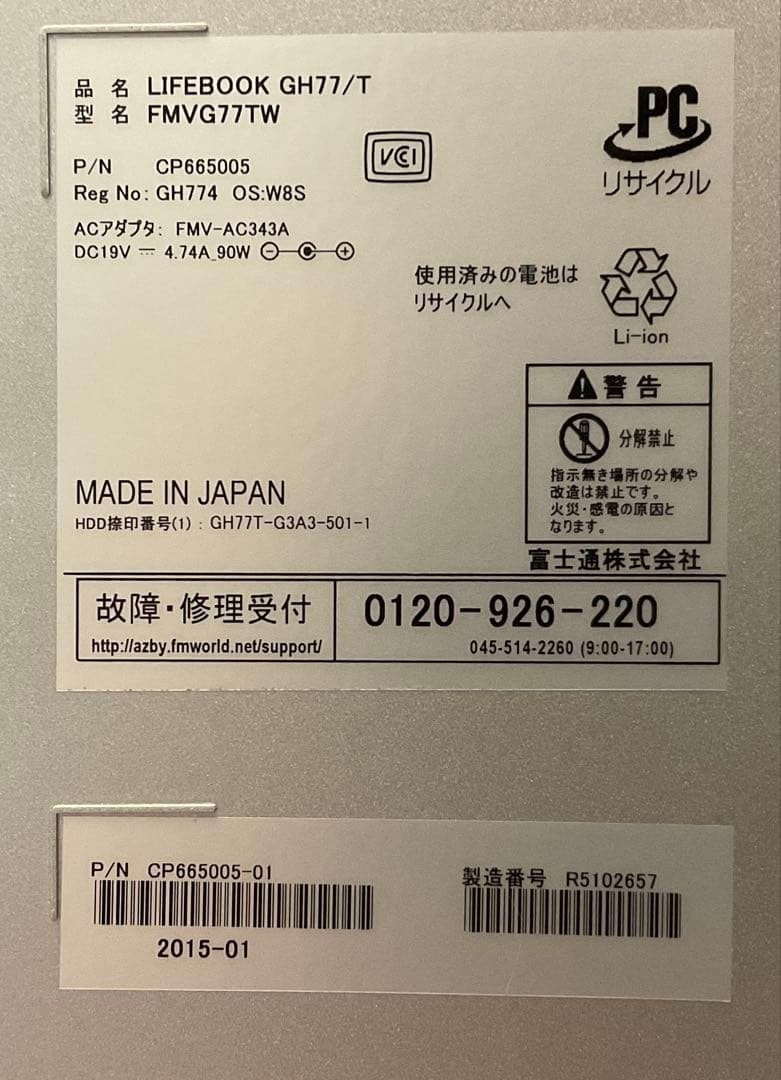 品 名 LIFEBOOK GH77/T
型 名 FMVG77TW
P/N CP665005
Reg No: GH774 OS:W8S
ACアダプタ: FMV-AC343A
DC19V 4.74A_90W
VCCI
PC
リサイクル
使用済みの電池は
リサイクルへ
Li-ion
警告
分解禁止
指示無き場所の分解や
改造は禁止です。
火災・感電の原因と
なります。
MADE IN JAPAN
HDD捺印番号(1) : GH77T-G3A3-501-1
富士通株式会社
故障・修理受付
http://azby.fmworld.net/support/
0120-926-220
045-514-2260 (9:00-17:00)
P/N CP665005-01
2015-01
製造番号 R5102657